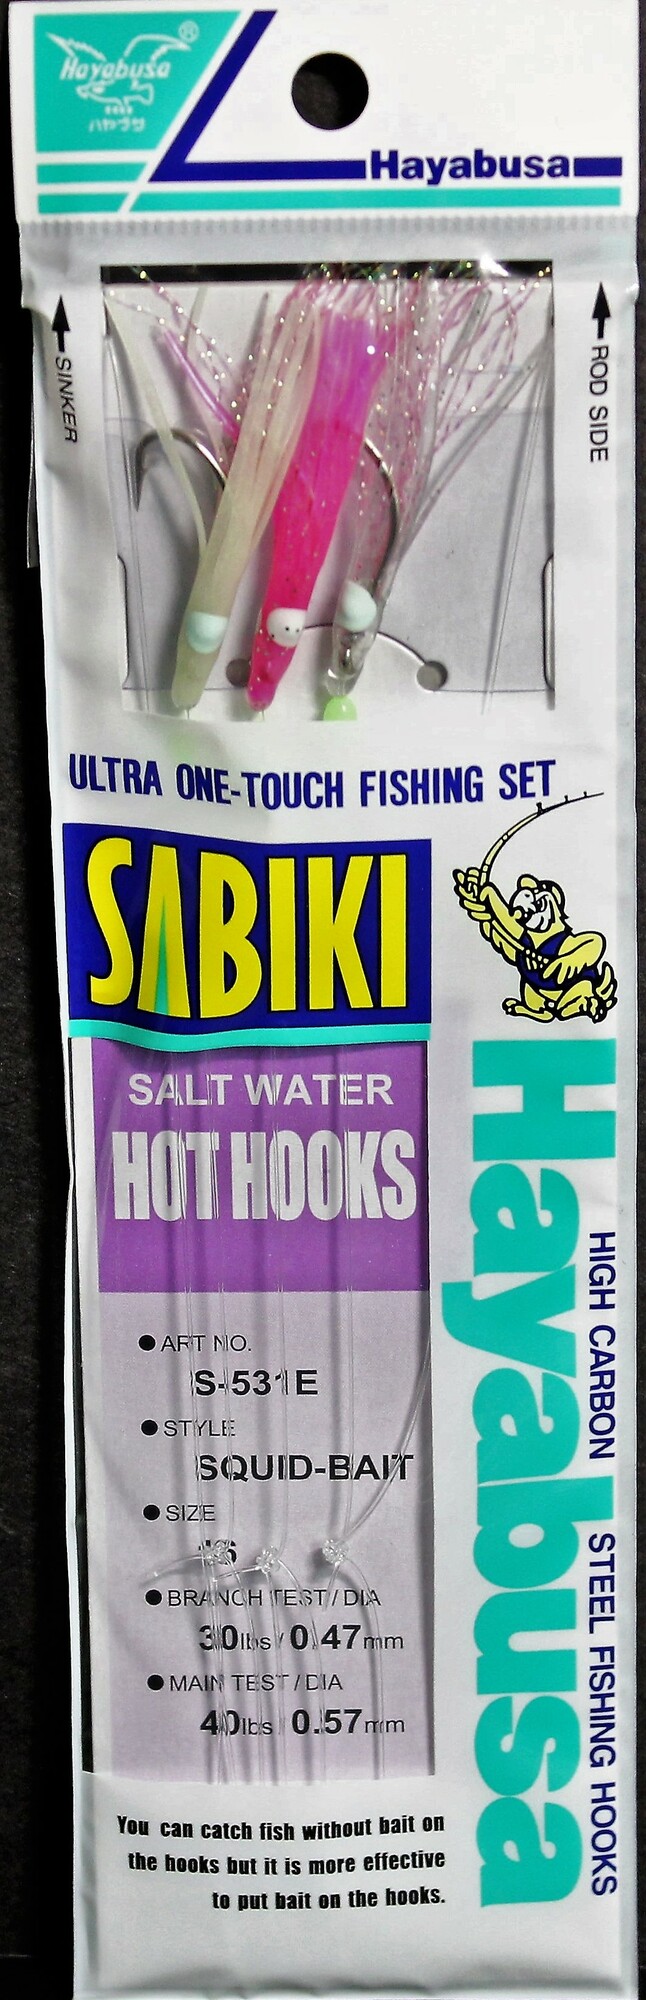 Hayabusa ®
ハヤブサ
Hayabusa
SINKER
ROD SIDE
ULTRA ONE-TOUCH FISHING SET
SABIKI
SALT WATER
HOT HOOKS
Hayabusa
HIGH CARBON STEEL FISHING HOOKS
●ART NO.
S-531E
●STYLE
SQUID-BAIT
●SIZE
●BRANCH TEST/DIA
30lbs/0.47mm
●MAIN TEST/DIA
40lbs/0.57mm
You can catch fish without bait on
the hooks but it is more effective
to put bait on the hooks.